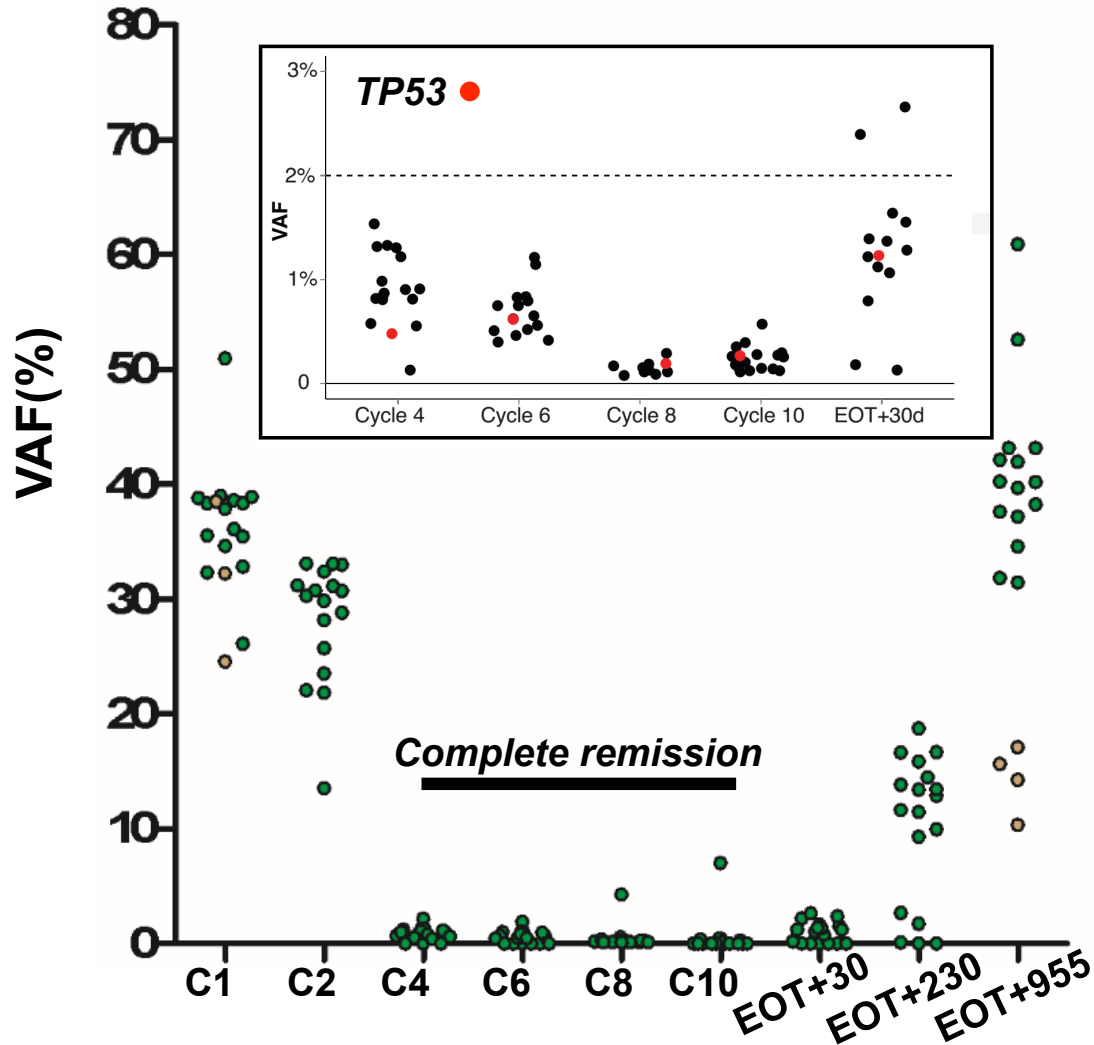 80
70
60
50
40
30
20
10
0
VAF(%)
TP53
3%
2%
1%
0
VAF
Cycle 4 Cycle 6 Cycle 8 Cycle 10 EOT+30d
Complete remission
C1 C2 C4 C6 C8 C10 EOT+30 EOT+230 EOT+955